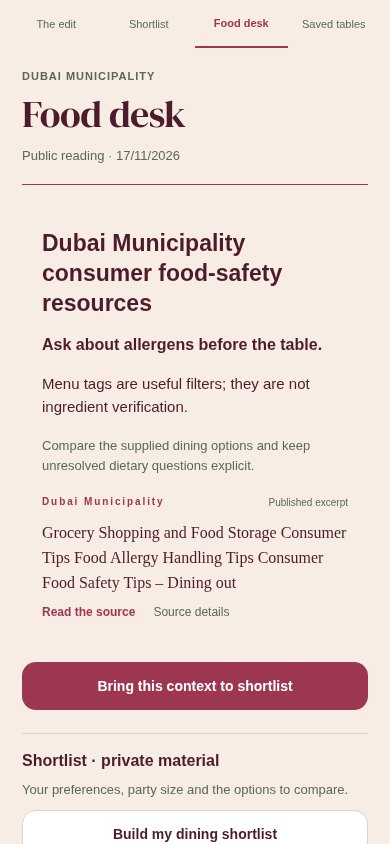 The edit
Shortlist
Food desk
Saved tables
DUBAI MUNICIPALITY
Food desk
Public reading · 17/11/2026
Dubai Municipality
consumer food-safety
resources
Ask about allergens before the table.
Menu tags are useful filters; they are not
ingredient verification.
Compare the supplied dining options and keep
unresolved dietary questions explicit.
Dubai Municipality
Published excerpt
Grocery Shopping and Food Storage Consumer
Tips Food Allergy Handling Tips Consumer
Food Safety Tips – Dining out
Read the source
Source details
Bring this context to shortlist
Shortlist · private material
Your preferences, party size and the options to compare.
Build my dining shortlist